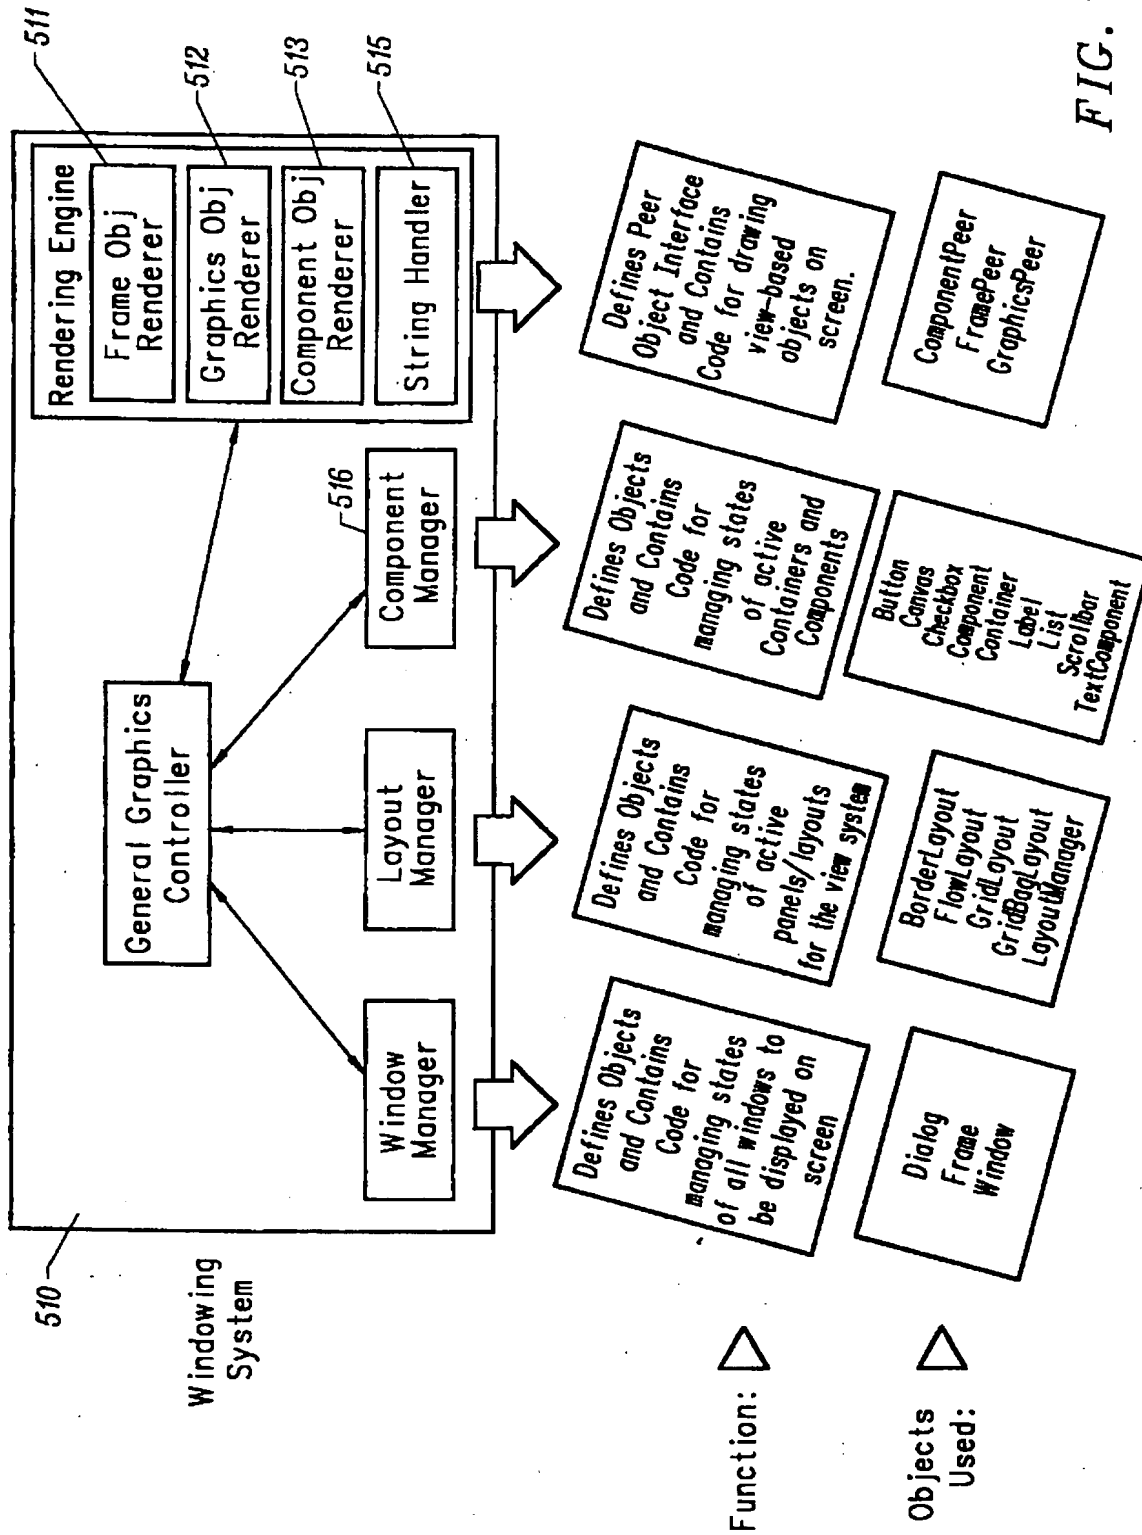 510
Windowing
System
General Graphics
Controller
Window
Manager
Layout
Manager
Component
Manager
516
Rendering Engine
Frame Obj
Renderer
Graphics Obj
Renderer
Component Obj
Renderer
String Handler
511
512
513
515
Function:
Defines Objects
and Contains
Code for
managing states
of all windows to
be displayed on
screen
Defines Objects
and Contains
Code for
managing states
of active
panels/layouts
for the view system
Defines Objects
and Contains
Code for
managing states
of active
Containers and
Components
Defines Peer
Object Interface
and Contains
Code for drawing
view-based
objects on
screen.
Objects
Used:
Dialog
Frame
Window
BorderLayout
FlowLayout
GridLayout
GridBagLayout
LayoutManager
Button
Canvas
Checkbox
Component
Container
Label
List
Scrollbar
TextComponent
ComponentPeer
FramePeer
GraphicsPeer
FIG.